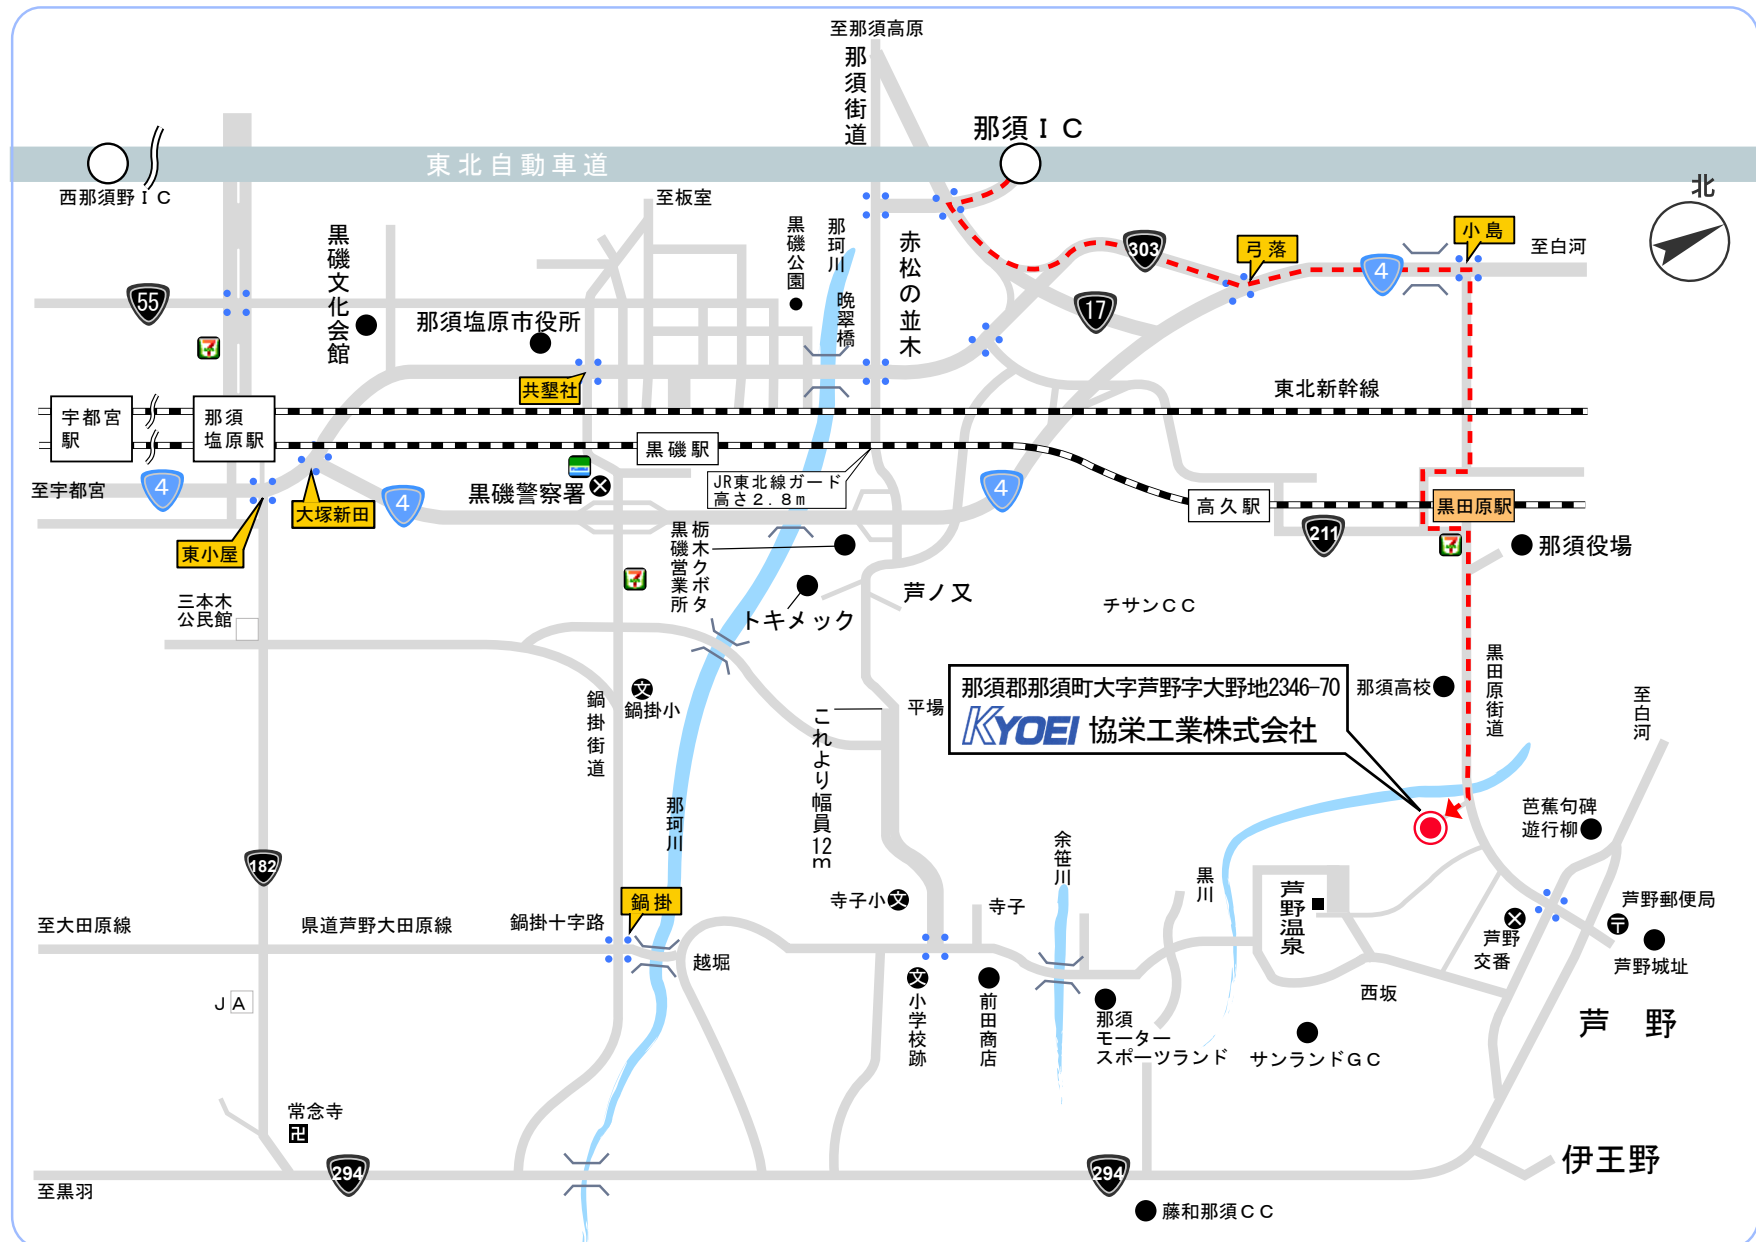 至那須高原
那須街道
那須ＩＣ
東北自動車道
西那須野ＩＣ
北
至板室
黒磯公園
那珂川
晩翠橋
赤松の並木
303
弓落
小島
至白河
4
17
55
黒磯文化会館
那須塩原市役所
共墾社
東北新幹線
宇都宮
駅
那須
塩原駅
黒磯駅
JR東北線ガード
高さ２．８ｍ
至宇都宮
4
大塚新田
4
黒磯警察署
4
高久駅
黒田原駅
211
那須役場
東小屋
栃木クボタ
黒磯営業所
トキメック
芦ノ又
チサンＣＣ
三本木
公民館
鍋掛街道
文
鍋掛小
これより幅員12ｍ
平場
那須郡那須町大字芦野字大野地2346-70
KYOEI 協栄工業株式会社
那須高校
黒田原街道
至白河
那珂川
182
芭蕉句碑
遊行柳
余笹川
黒川
芦野温泉
至大田原線
県道芦野大田原線
鍋掛十字路
鍋掛
越堀
寺子小
文
寺子
芦野郵便局
〒
芦野
交番
芦野城址
ＪＡ
文
小学校跡
前田商店
那須
モーター
スポーツランド
西坂
サンランドＧＣ
芦野
常念寺
卍
294
294
伊王野
至黒羽
藤和那須ＣＣ